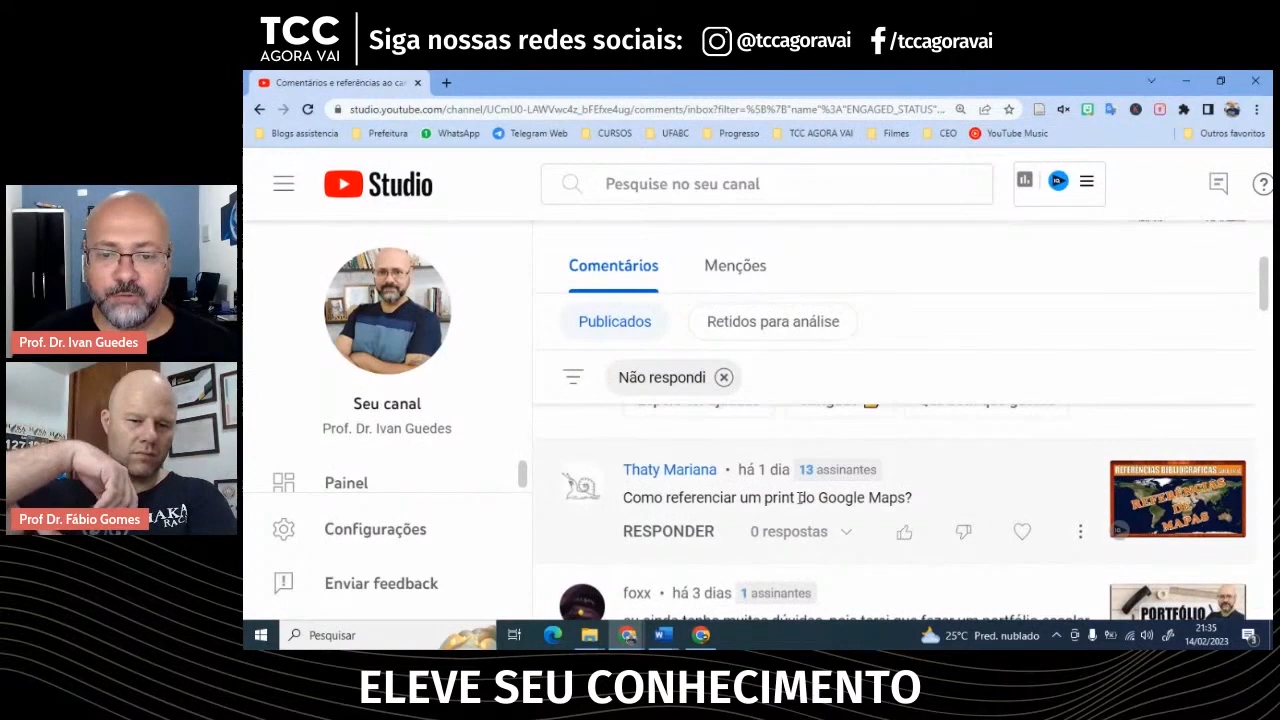 TCC
AGORA VAI
Siga nossas redes sociais:
@tccagoravai
/tccagoravai
Comentários e referências ao ca
studio.youtube.com/channel/UCmU0-LAWVwc4z_bFEfxe4ug/comments/inbox?filter=%5B%7B"name"%3A"ENGAGED_STATUS"...
Blogs assistencia
Prefeitura
WhatsApp
Telegram Web
CURSOS
UFABC
Progresso
TCC AGORA VAI
Filmes
CEO
YouTube Music
Outros favoritos
Studio
Pesquise no seu canal
Seu canal
Prof. Dr. Ivan Guedes
Painel
Configurações
Enviar feedback
Comentários
Menções
Publicados
Retidos para análise
Não respondi
Thaty Mariana • há 1 dia 13 assinantes
Como referenciar um print do Google Maps?
RESPONDER
0 respostas
REFERÊNCIAS BIBLIOGRÁFICAS
REFERÊNCIAS
DE
MAPAS
foxx • há 3 dias 1 assinantes
PORTFÓLIO
Prof. Dr. Ivan Guedes
Prof Dr. Fábio Gomes
Pesquisar
25°C Pred. nublado
21:35
14/02/2023
ELEVE SEU CONHECIMENTO